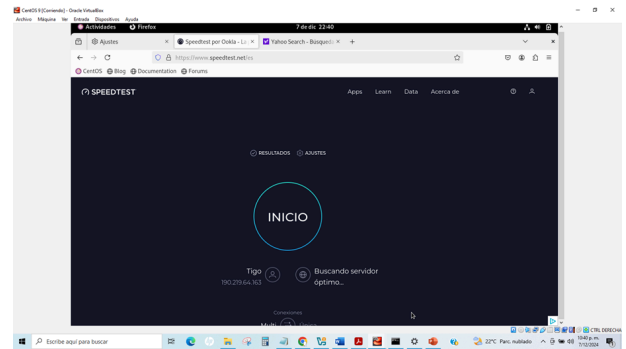 CentOS 9 [Corriendo] - Oracle VirtualBox
Archivo Máquina Ver Entrada Dispositivos Ayuda
Activities Firefox 7 de dic 22:40
Ajustes Speedtest por Ookla - La Yahoo Search - Búsqueda
https://www.speedtest.net/es
CentOS Blog Documentation Forums
SPEEDTEST Apps Learn Data Acerca de
RESULTADOS AJUSTES
INICIO
Tigo Buscando servidor
190.219.64.163 óptimo...
Conexiones
Multi
CTRL DERECHA
Escribe aquí para buscar 22°C Parc. nublado 10:40 p. m.
7/12/2024